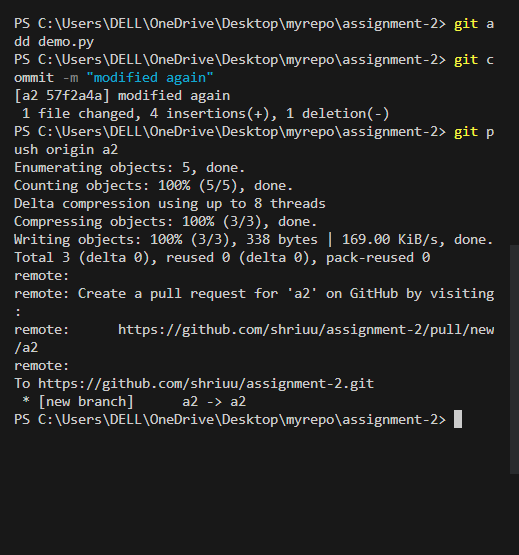 PS C:\Users\DELL\OneDrive\Desktop\myrepo\assignment-2> git a
dd demo.py
PS C:\Users\DELL\OneDrive\Desktop\myrepo\assignment-2> git c
ommit -m "modified again"
[a2 57f2a4a] modified again
 1 file changed, 4 insertions(+), 1 deletion(-)
PS C:\Users\DELL\OneDrive\Desktop\myrepo\assignment-2> git p
ush origin a2
Enumerating objects: 5, done.
Counting objects: 100% (5/5), done.
Delta compression using up to 8 threads
Compressing objects: 100% (3/3), done.
Writing objects: 100% (3/3), 338 bytes | 169.00 KiB/s, done.
Total 3 (delta 0), reused 0 (delta 0), pack-reused 0
remote:
remote: Create a pull request for 'a2' on GitHub by visiting
:
remote:      https://github.com/shriuu/assignment-2/pull/new
/a2
remote:
To https://github.com/shriuu/assignment-2.git
 * [new branch]      a2 -> a2
PS C:\Users\DELL\OneDrive\Desktop\myrepo\assignment-2>